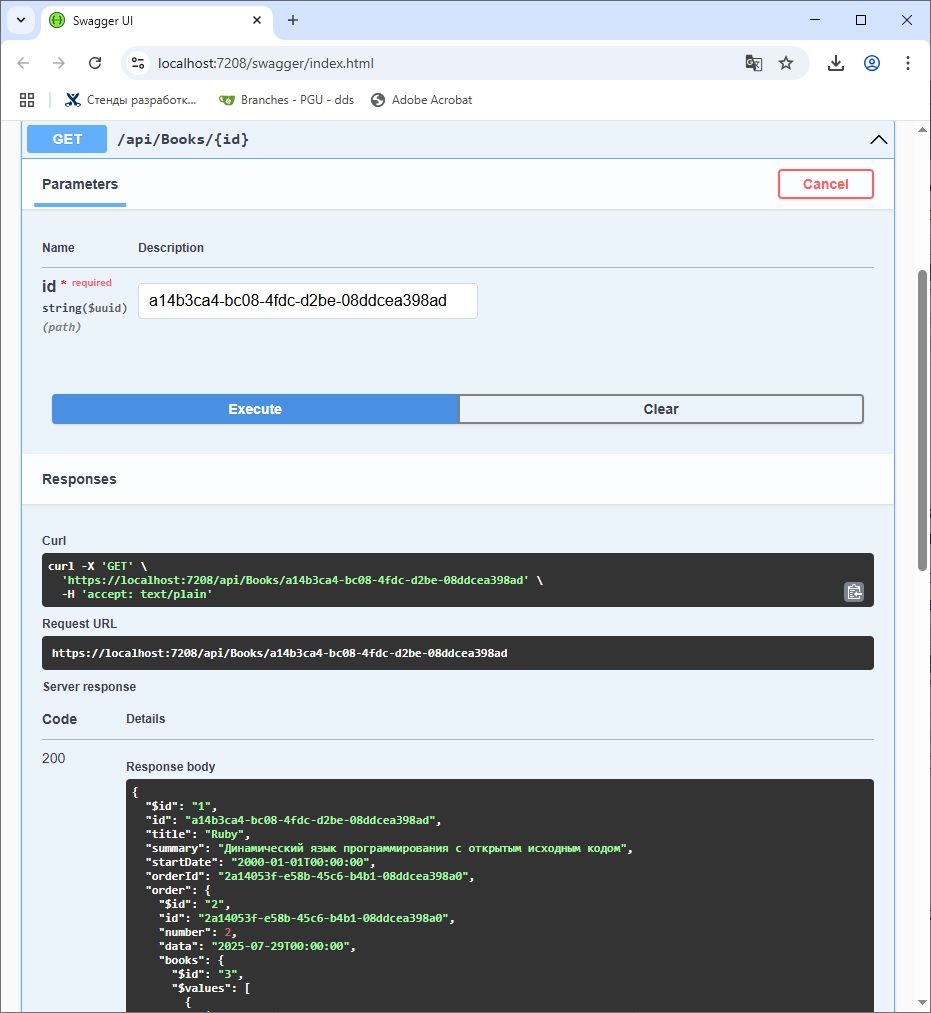 Swagger UI
localhost:7208/swagger/index.html
Стенды разработк... Branches - PGU - dds Adobe Acrobat
GET /api/Books/{id}
Parameters Cancel
Name Description
id * required
string($uuid)
(path)
a14b3ca4-bc08-4fdc-d2be-08ddcea398ad
Execute Clear
Responses
Curl
curl -X 'GET' \
'https://localhost:7208/api/Books/a14b3ca4-bc08-4fdc-d2be-08ddcea398ad' \
-H 'accept: text/plain'
Request URL
https://localhost:7208/api/Books/a14b3ca4-bc08-4fdc-d2be-08ddcea398ad
Server response
Code Details
200
Response body
{
"$id": "1",
"id": "a14b3ca4-bc08-4fdc-d2be-08ddcea398ad",
"title": "Ruby",
"summary": "Динамический язык программирования с открытым исходным кодом",
"startDate": "2000-01-01T00:00:00",
"orderId": "2a14053f-e58b-45c6-b4b1-08ddcea398a0",
"order": {
"$id": "2",
"id": "2a14053f-e58b-45c6-b4b1-08ddcea398a0",
"number": 2,
"data": "2025-07-29T00:00:00",
"books": {
"$id": "3",
"$values": [
{